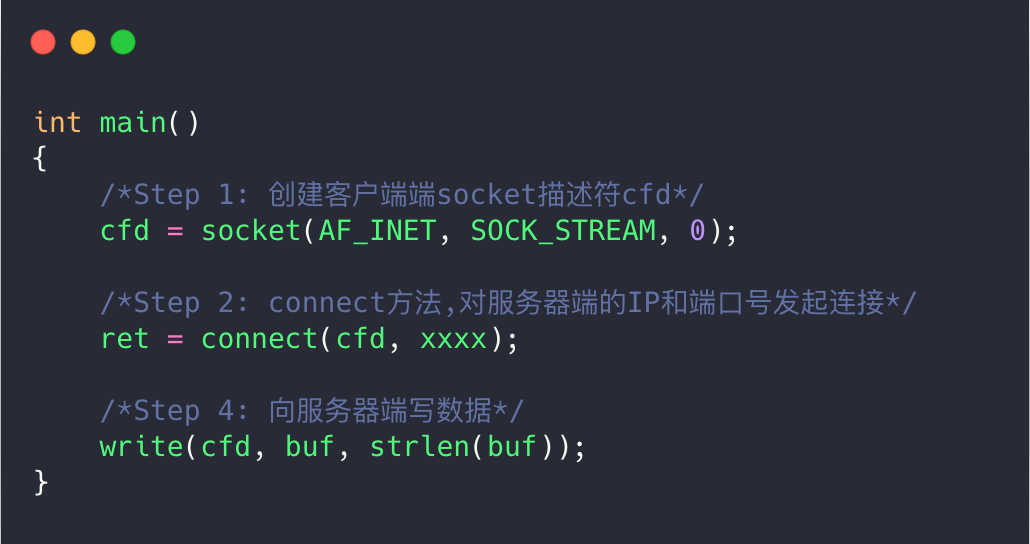 int main()
{
    /*Step 1: 创建客户端端socket描述符cfd*/
    cfd = socket(AF_INET, SOCK_STREAM, 0);
    /*Step 2: connect方法,对服务器端的IP和端口号发起连接*/
    ret = connect(cfd, xxxx);
    /*Step 4: 向服务器端写数据*/
    write(cfd, buf, strlen(buf));
}